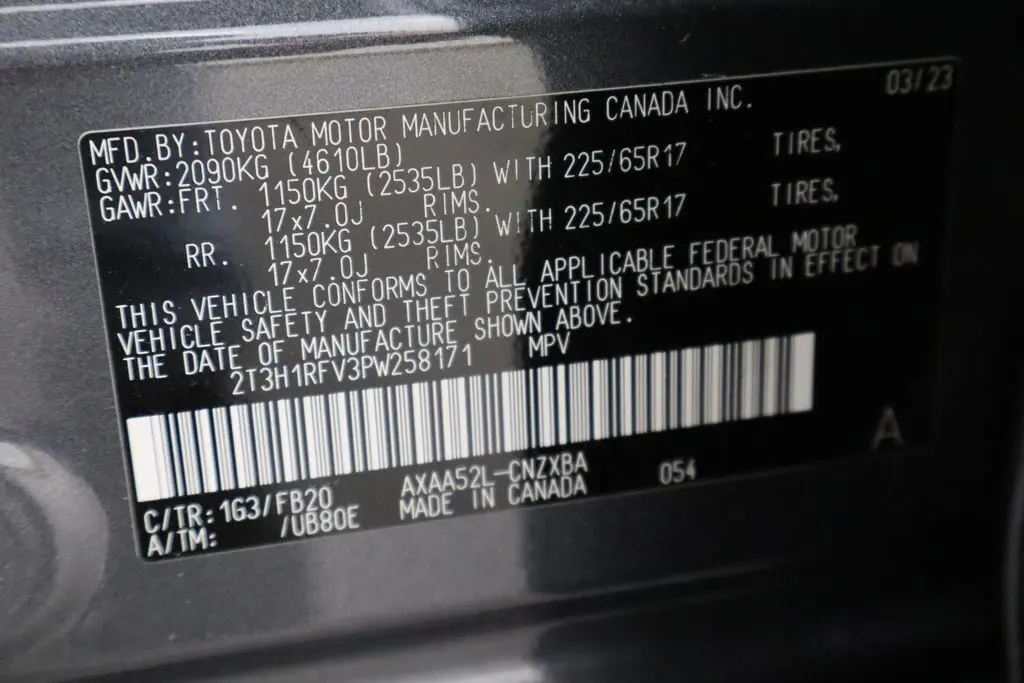 03/23
MFD.BY:TOYOTA MOTOR MANUFACTURING CANADA INC.
GVWR:2090KG (4610LB)
GAWR:FRT. 1150KG (2535LB) WITH 225/65R17 TIRES,
17x7.0J RIMS.
RR. 1150KG (2535LB) WITH 225/65R17 TIRES,
17x7.0J RIMS.
THIS VEHICLE CONFORMS TO ALL APPLICABLE FEDERAL MOTOR
VEHICLE SAFETY AND THEFT PREVENTION STANDARDS IN EFFECT ON
THE DATE OF MANUFACTURE SHOWN ABOVE.
2T3H1RFV3PW258171 MPV
A
C/TR:1G3/FB20 AXAA52L-CNZXBA 054
A/TM: /UB80E MADE IN CANADA